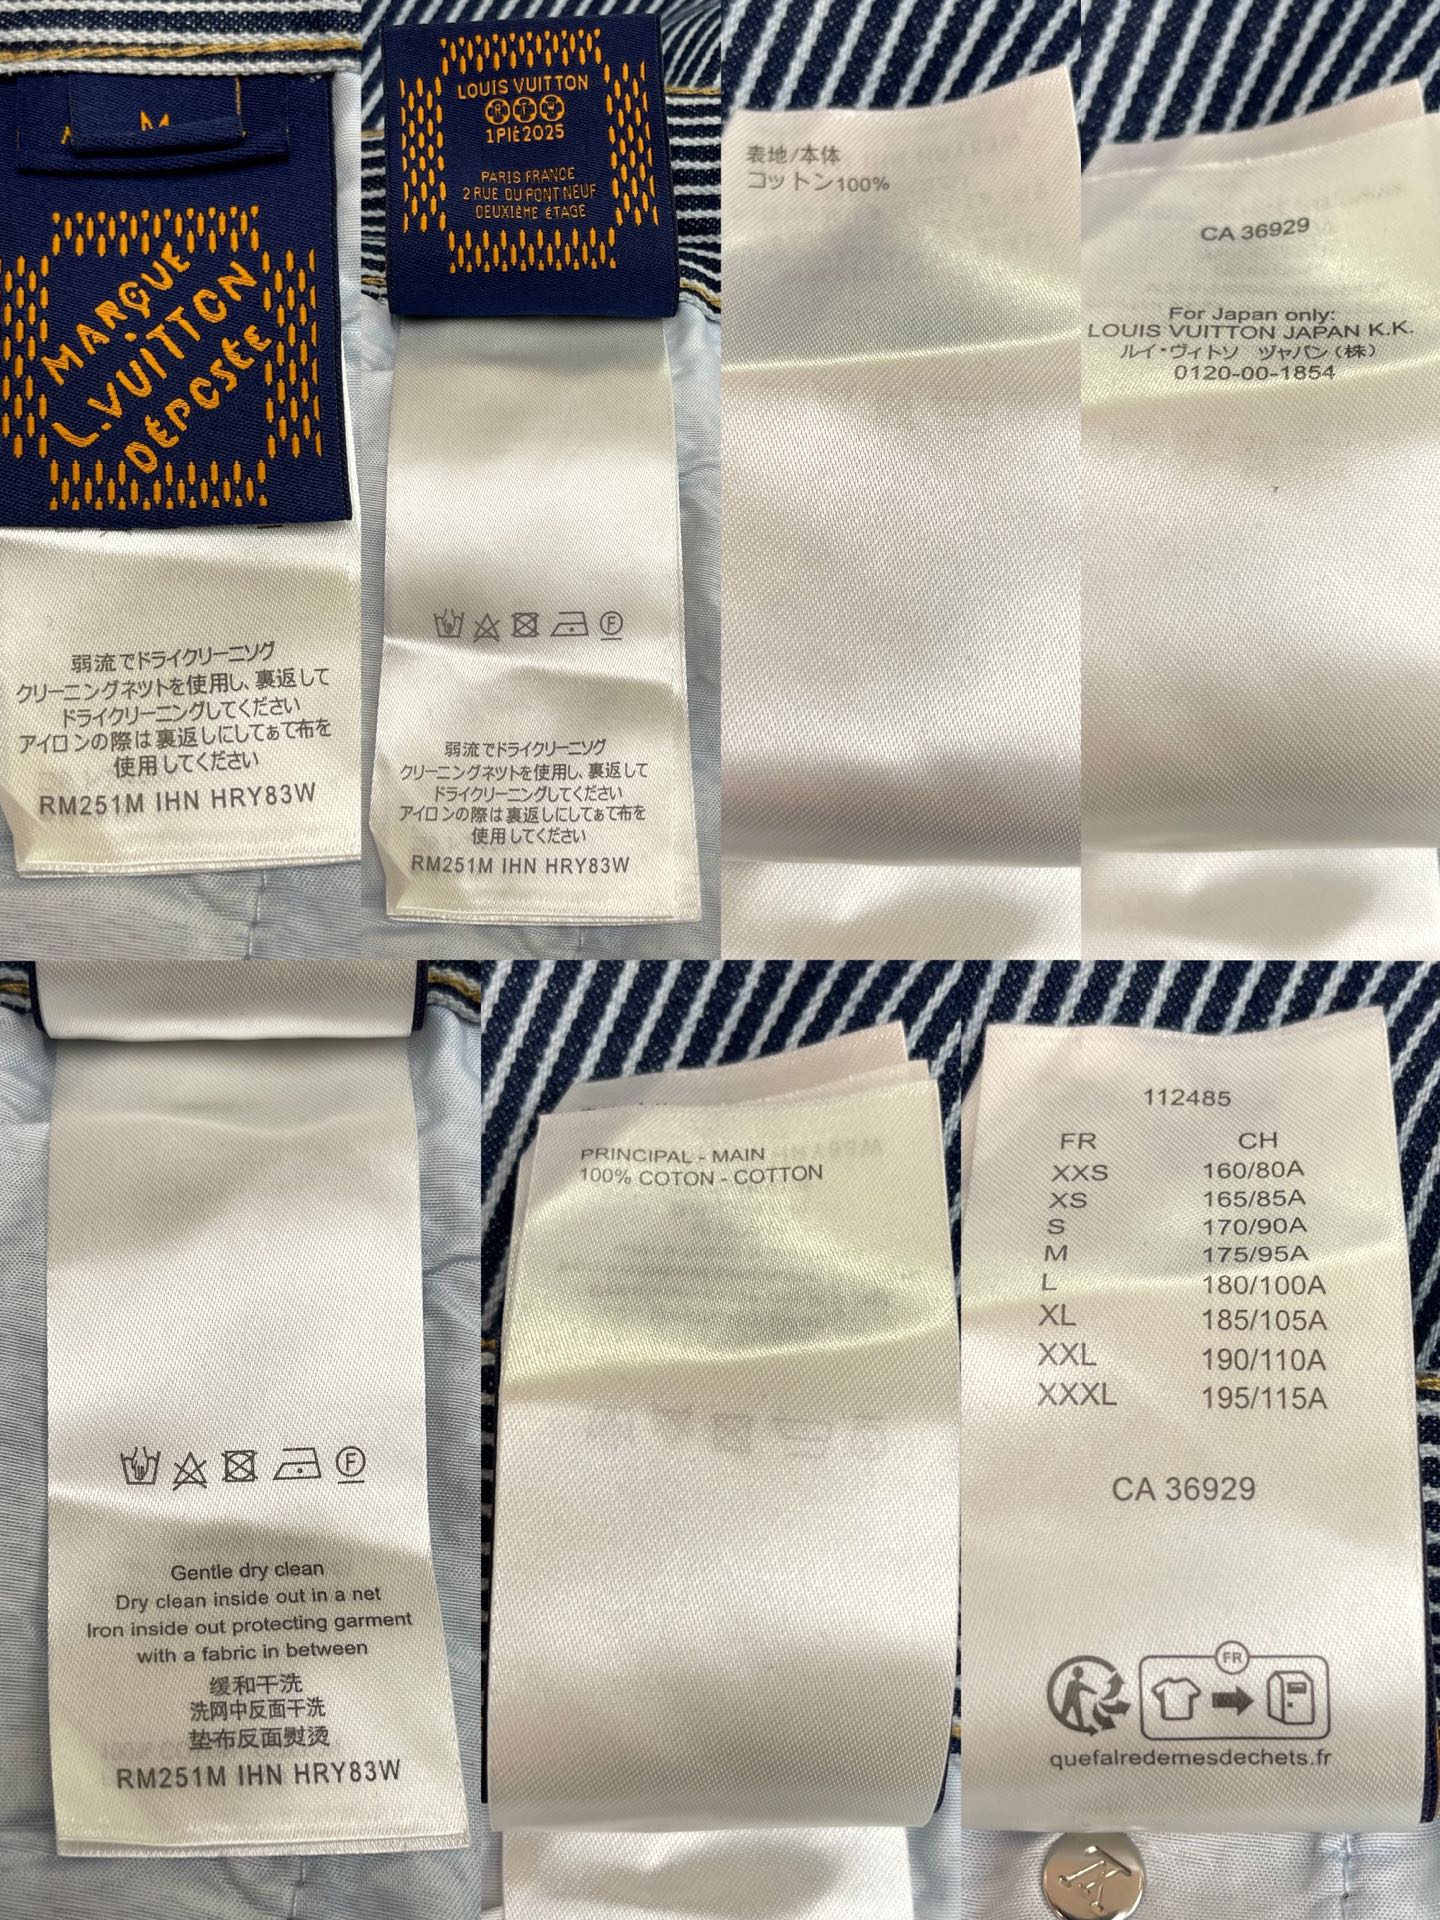 M
MARQUE
L.VUITTON
DÉPOSÉE
弱流でドライクリーニソグ
クリーニングネットを使用し、裏返して
ドライクリーニングしてください
アイロンの際は裏返しにしてぁて布を
使用してください
RM251M IHN HRY83W
LOUIS VUITTON
RTW
1PIÉ2025
PARIS FRANCE
2 RUE DU PONT NEUF
DEUXIÈME ÉTAGE
F
弱流でドライクリーニソグ
クリーニングネットを使用し、裏返して
ドライクリーニングしてください
アイロンの際は裏返しにしてぁて布を
使用してください
RM251M IHN HRY83W
表地/本体
コットン100%
CA 36929
For Japan only:
LOUIS VUITTON JAPAN K.K.
ルイ・ヴィトソ ヅャパン（株）
0120-00-1854
F
Gentle dry clean
Dry clean inside out in a net
Iron inside out protecting garment
with a fabric in between
缓和干洗
洗网中反面干洗
垫布反面熨烫
RM251M IHN HRY83W
PRINCIPAL - MAIN
100% COTON - COTTON
112485
FR CH
XXS 160/80A
XS 165/85A
S 170/90A
M 175/95A
L 180/100A
XL 185/105A
XXL 190/110A
XXXL 195/115A
CA 36929
FR
quefalredemesdechets.fr
LV